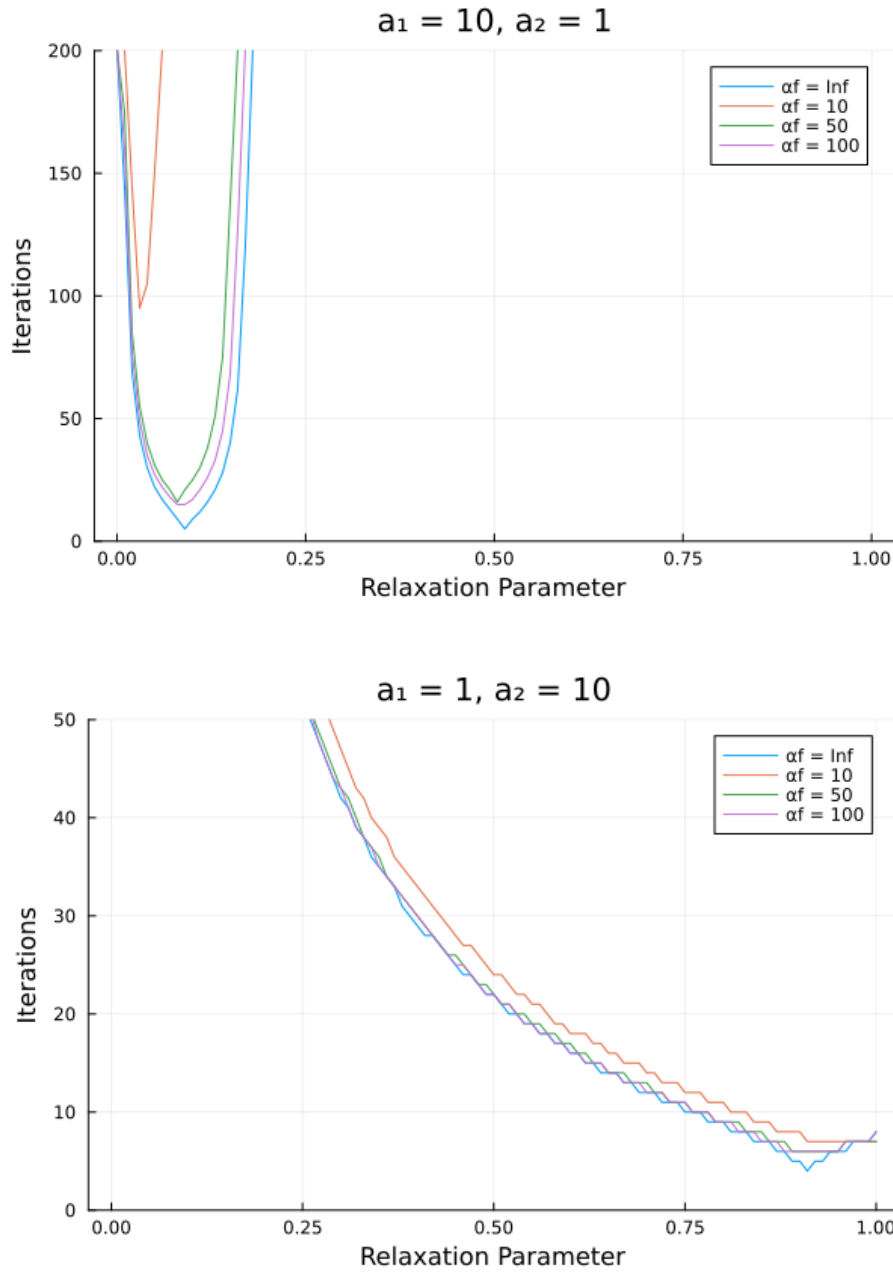 a₁ = 10, a₂ = 1
200
150
100
50
0
Iterions
αf = Inf
αf = 10
αf = 50
αf = 100
0.00 0.25 0.50 0.75 1.00
Relaxation Parameter
a₁ = 1, a₂ = 10
50
40
30
20
10
0
Iterions
αf = Inf
αf = 10
αf = 50
αf = 100
0.00 0.25 0.50 0.75 1.00
Relaxation Parameter